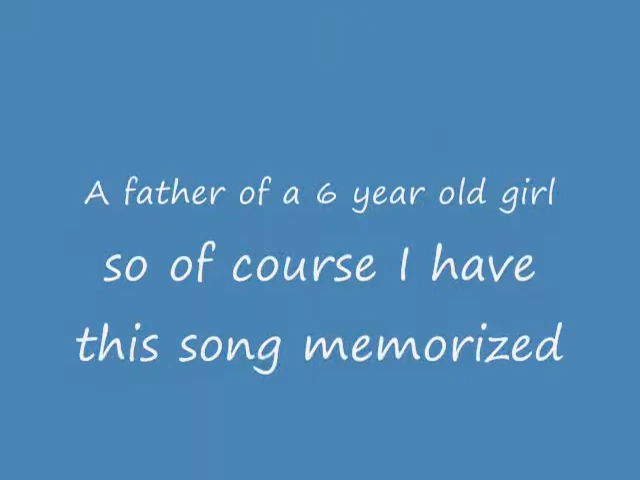 A father of a 6 year old girl
so of course I have
this song memorized